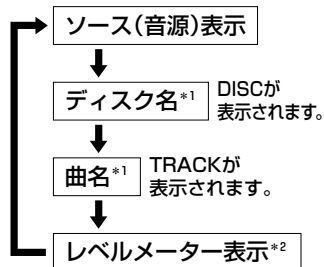 ソース(音源)表示
ディスク名*1
DISCが
表示されます。
曲名*1
TRACKが
表示されます。
レベルメーター表示*2